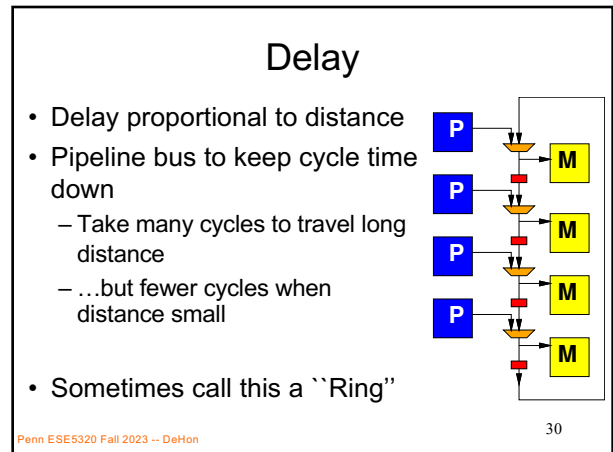 Delay
• Delay proportional to distance
• Pipeline bus to keep cycle time
down
– Take many cycles to travel long
distance
– …but fewer cycles when
distance small
• Sometimes call this a ``Ring''
P
M
P
M
P
M
P
M
Penn ESE5320 Fall 2023 -- DeHon
30